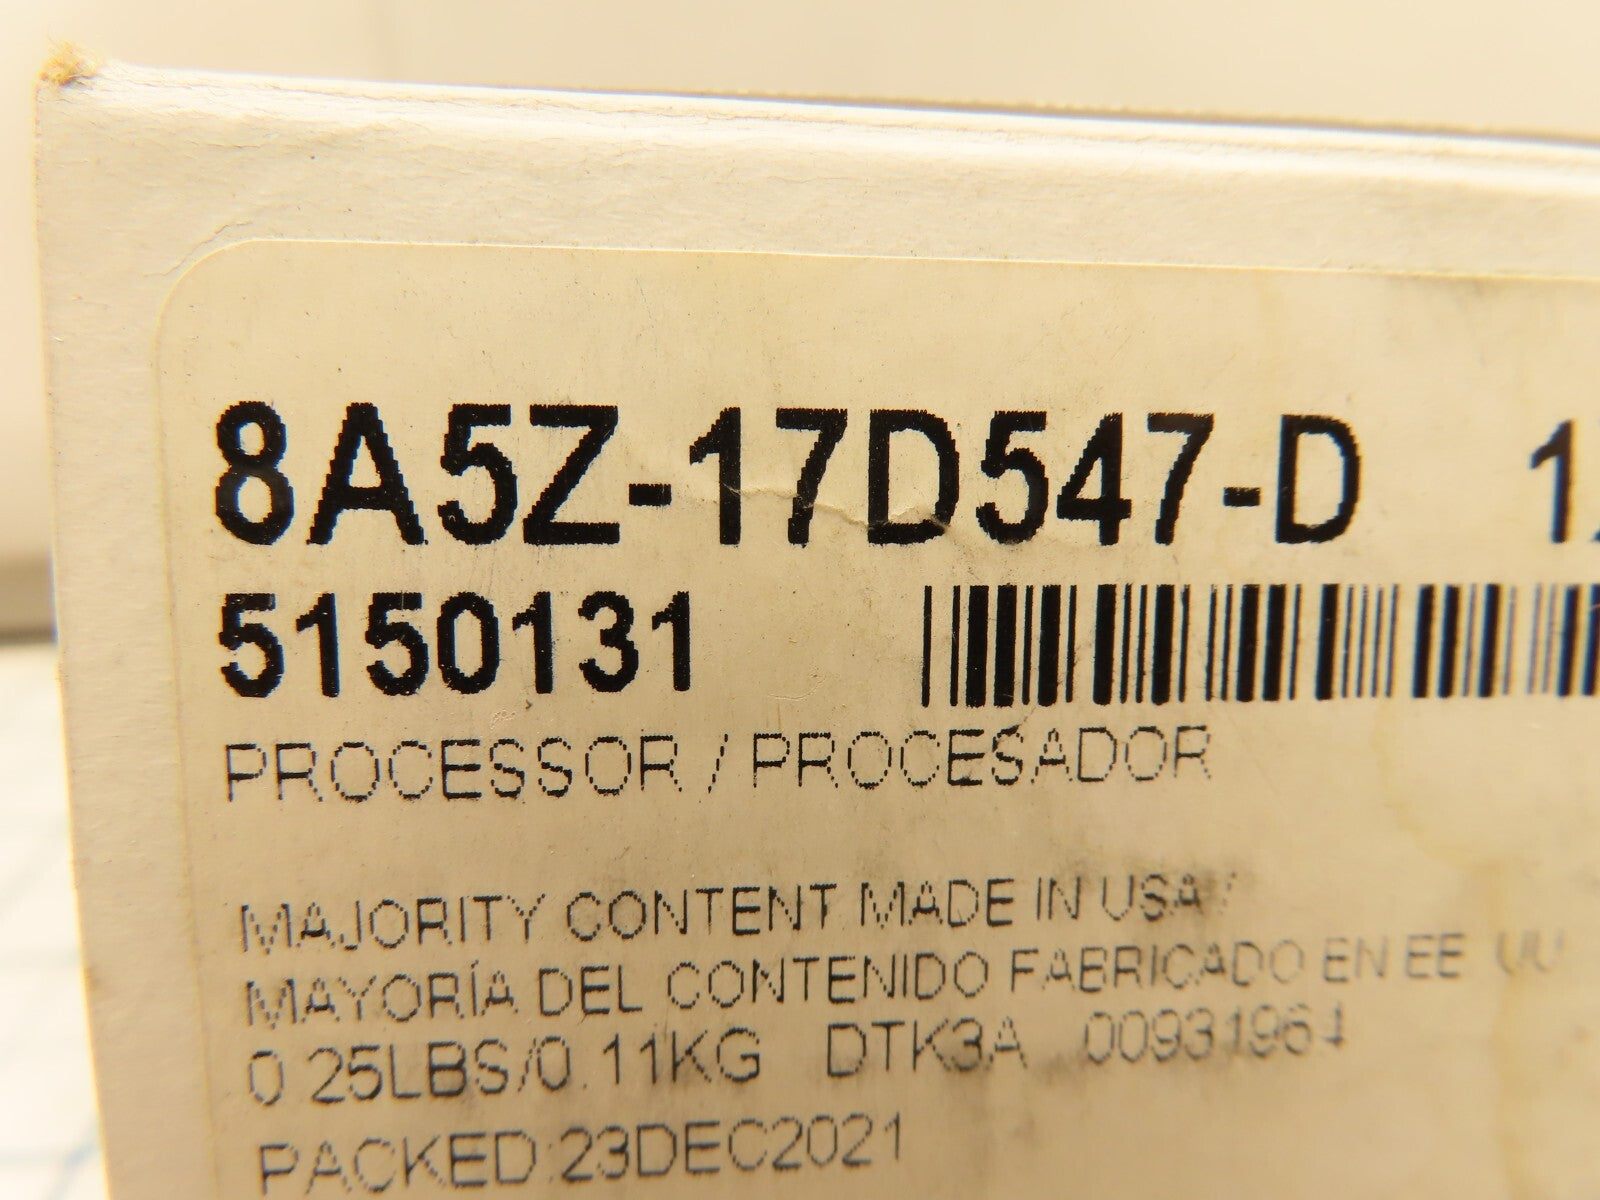 8A5Z-17D547-D
5150131
PROCESSOR / PROCESADOR
MAJORITY CONTENT MADE IN USA /
MAYORÍA DEL CONTENIDO FABRICADO EN EE UU
0.25LBS/0.11KG DTK3A 00931964
PACKED:23DEC2021